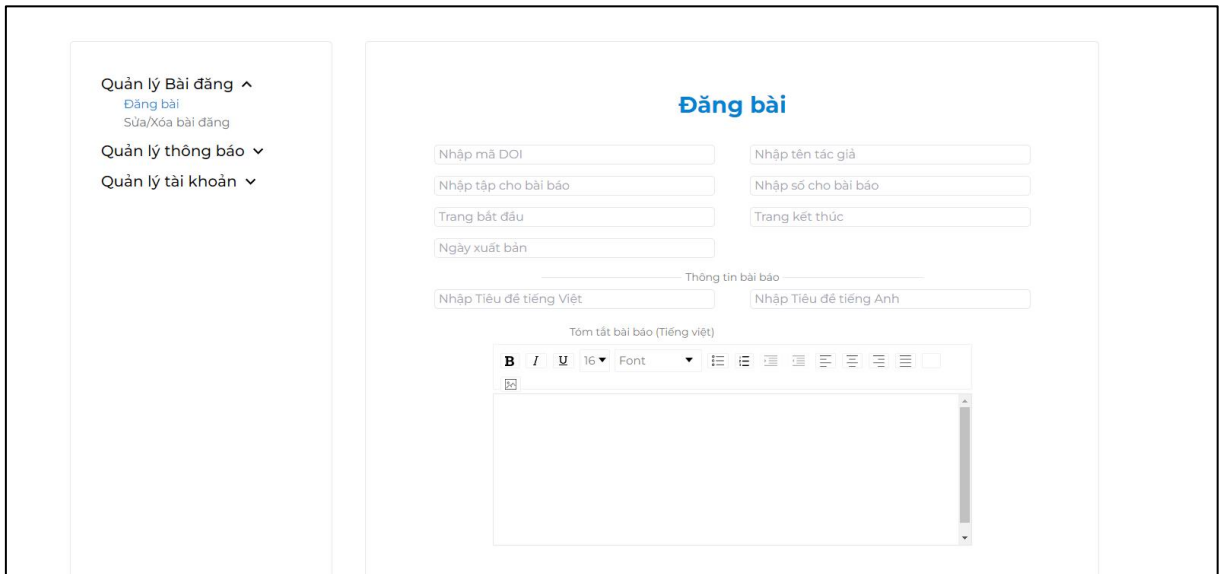 Quản lý Bài đăng
Đăng bài
Sửa/Xóa bài đăng
Quản lý thông báo
Quản lý tài khoản
Đăng bài
Nhập mã DOI
Nhập tên tác giả
Nhập tập cho bài báo
Nhập số cho bài báo
Trang bắt đầu
Trang kết thúc
Ngày xuất bản
Thông tin bài báo
Nhập Tiêu đề tiếng Việt
Nhập Tiêu đề tiếng Anh
Tóm tắt bài báo (Tiếng việt)
B I U 16 Font